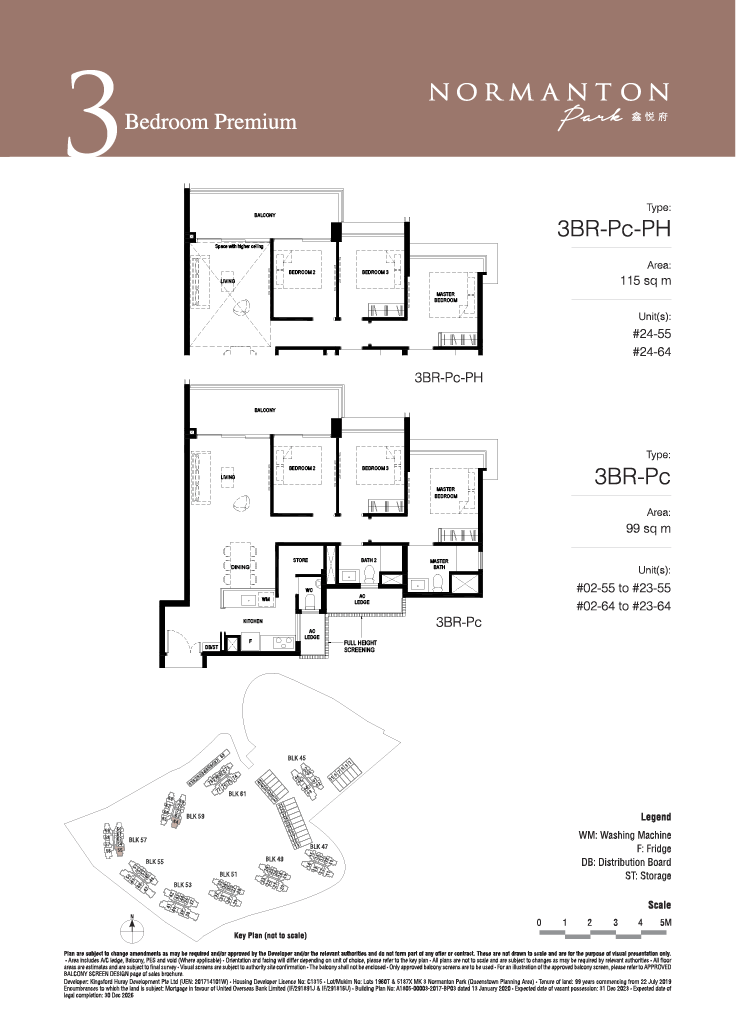 3 Bedroom Premium
NORMANTON
Park 鑫悦府
Type:
3BR-Pc-PH
Area:
115 sq m
Unit(s):
#24-55
#24-64
BALCONY
Space with higher ceiling
LIVING
BEDROOM 2
BEDROOM 3
MASTER
BEDROOM
3BR-Pc-PH
Type:
3BR-Pc
Area:
99 sq m
Unit(s):
#02-55 to #23-55
#02-64 to #23-64
BALCONY
LIVING
BEDROOM 2
BEDROOM 3
MASTER
BEDROOM
DINING
STORE
BATH 2
MASTER
BATH
WC
WM
AC
LEDGE
KITCHEN
AC
LEDGE
DB/ST
F
FULL HEIGHT
SCREENING
3BR-Pc
BLK 45
BLK 61
BLK 59
BLK 57
BLK 55
BLK 53
BLK 51
BLK 49
BLK 47
N
Key Plan (not to scale)
Legend
WM: Washing Machine
F: Fridge
DB: Distribution Board
ST: Storage
Scale
0 1 2 3 4 5M
Plan are subject to change amendments as may be required and/or approved by the Developer and/or the relevant authorities and do not form part of any offer or contract. These are not drawn to scale and are for the purpose of visual presentation only.
• Area includes A/C ledge, Balcony, PES and void (Where applicable) • Orientation and facing will differ depending on unit of choice, please refer to the key plan • All plans are not to scale and are subject to changes as may be required by relevant authorities • All floor
areas are estimates and are subject to final survey • Visual screens are subject to authority site confirmation • The balcony shall not be enclosed • Only approved balcony screens are to be used • For an illustration of the approved balcony screen, please refer to APPROVED
BALCONY SCREEN DESIGN page of sales brochure.
Developer: Kingsford Huray Development Pte Ltd (UEN: 201714101W) • Housing Developer Licence No: C1315 • Lot/Mukim No: Lots 1960T & 5187X MK 3 Normanton Park (Queenstown Planning Area) • Tenure of land: 99 years commencing from 22 July 2019
Encumbrances to which the land is subject: Mortgage in favour of United Overseas Bank Limited (IF/291891J & IF/291816U) • Building Plan No: A1805-00003-2017-BP03 dated 13 January 2020 • Expected date of vacant possession: 31 Dec 2023 • Expected date of
legal completion: 30 Dec 2026